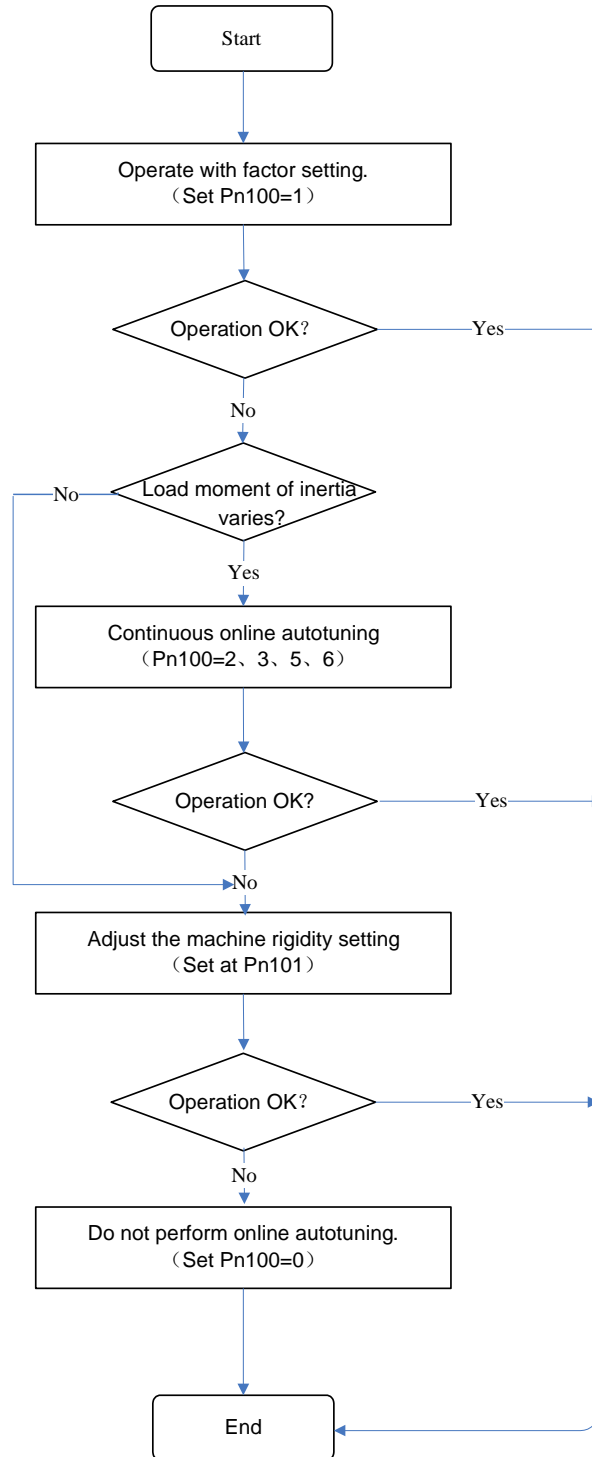 Start
Operate with factor setting.
（Set Pn100=1）
Operation OK？
Yes
No
Load moment of inertia
varies?
No
Yes
Continuous online autotuning
（Pn100=2、3、5、6）
Operation OK?
Yes
No
Adjust the machine rigidity setting
（Set at Pn101）
Operation OK？
Yes
No
Do not perform online autotuning.
（Set Pn100=0）
End